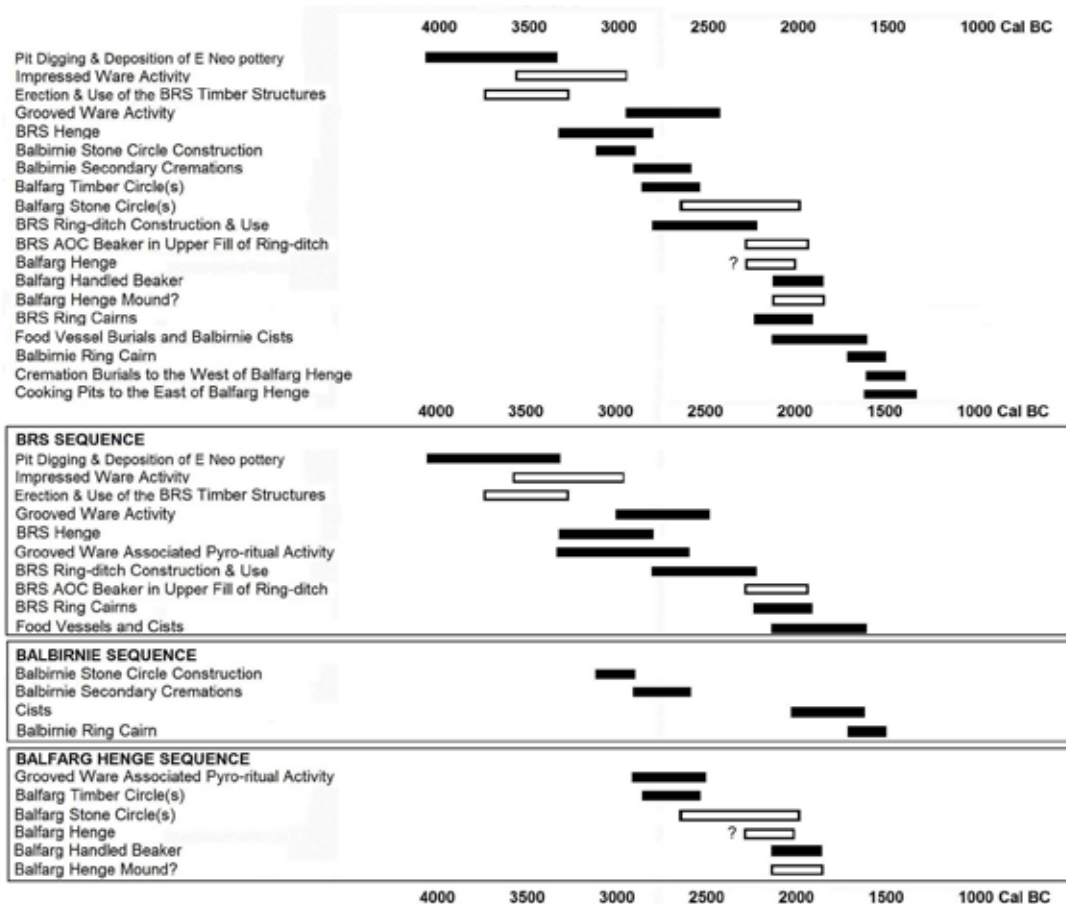 4000 3500 3000 2500 2000 1500 1000 Cal BC
Pit Digging & Deposition of E Neo pottery
Impressed Ware Activity
Erection & Use of the BRS Timber Structures
Grooved Ware Activity
BRS Henge
Balbirnie Stone Circle Construction
Balbirnie Secondary Cremations
Balfarg Timber Circle(s)
Balfarg Stone Circle(s)
BRS Ring-ditch Construction & Use
BRS AOC Beaker in Upper Fill of Ring-ditch
Balfarg Henge ?
Balfarg Handled Beaker
Balfarg Henge Mound?
BRS Ring Cairns
Food Vessel Burials and Balbirnie Cists
Balbirnie Ring Cairn
Cremation Burials to the West of Balfarg Henge
Cooking Pits to the East of Balfarg Henge
4000 3500 3000 2500 2000 1500 1000 Cal BC
BRS SEQUENCE
Pit Digging & Deposition of E Neo pottery
Impressed Ware Activity
Erection & Use of the BRS Timber Structures
Grooved Ware Activity
BRS Henge
Grooved Ware Associated Pyro-ritual Activity
BRS Ring-ditch Construction & Use
BRS AOC Beaker in Upper Fill of Ring-ditch
BRS Ring Cairns
Food Vessels and Cists
BALBIRNIE SEQUENCE
Balbirnie Stone Circle Construction
Balbirnie Secondary Cremations
Cists
Balbirnie Ring Cairn
BALFARG HENGE SEQUENCE
Grooved Ware Associated Pyro-ritual Activity
Balfarg Timber Circle(s)
Balfarg Stone Circle(s)
Balfarg Henge ?
Balfarg Handled Beaker
Balfarg Henge Mound?
4000 3500 3000 2500 2000 1500 1000 Cal BC